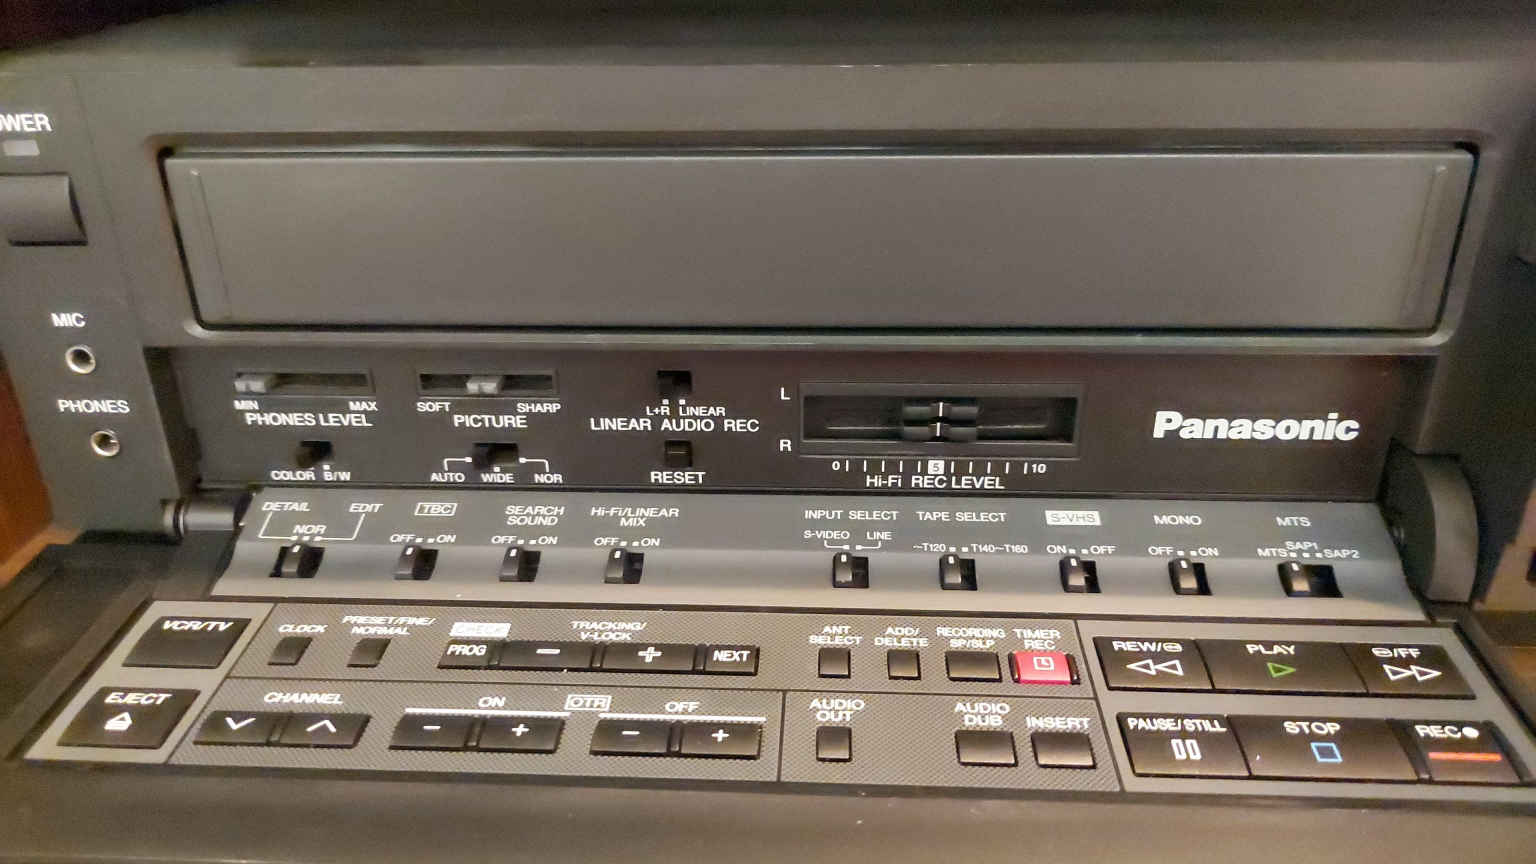 OWER
MIC
PHONES
MIN MAX
PHONES LEVEL
COLOR B/W
SOFT SHARP
PICTURE
AUTO WIDE NOR
L+R LINEAR
LINEAR AUDIO REC
RESET
L
R
0 5 10
Hi-Fi REC LEVEL
Panasonic
DETAIL EDIT
NOR
TBC
OFF ON
SEARCH
SOUND
OFF ON
Hi-Fi/LINEAR
MIX
OFF ON
INPUT SELECT
S-VIDEO LINE
TAPE SELECT
~T120 T140~T160
S-VHS
ON OFF
MONO
OFF ON
MTS
SAP1
MTS SAP2
VCR/TV
CLOCK
PRESET/FINE/
NORMAL
CHECK
PROG
TRACKING/
V-LOCK
− +
NEXT
ANT
SELECT
ADD/
DELETE
RECORDING
SP/SLP
TIMER
REC
REW/
PLAY
/FF
EJECT
CHANNEL
ON OTR OFF
− + − +
AUDIO
OUT
AUDIO
DUB
INSERT
PAUSE/STILL
STOP
REC